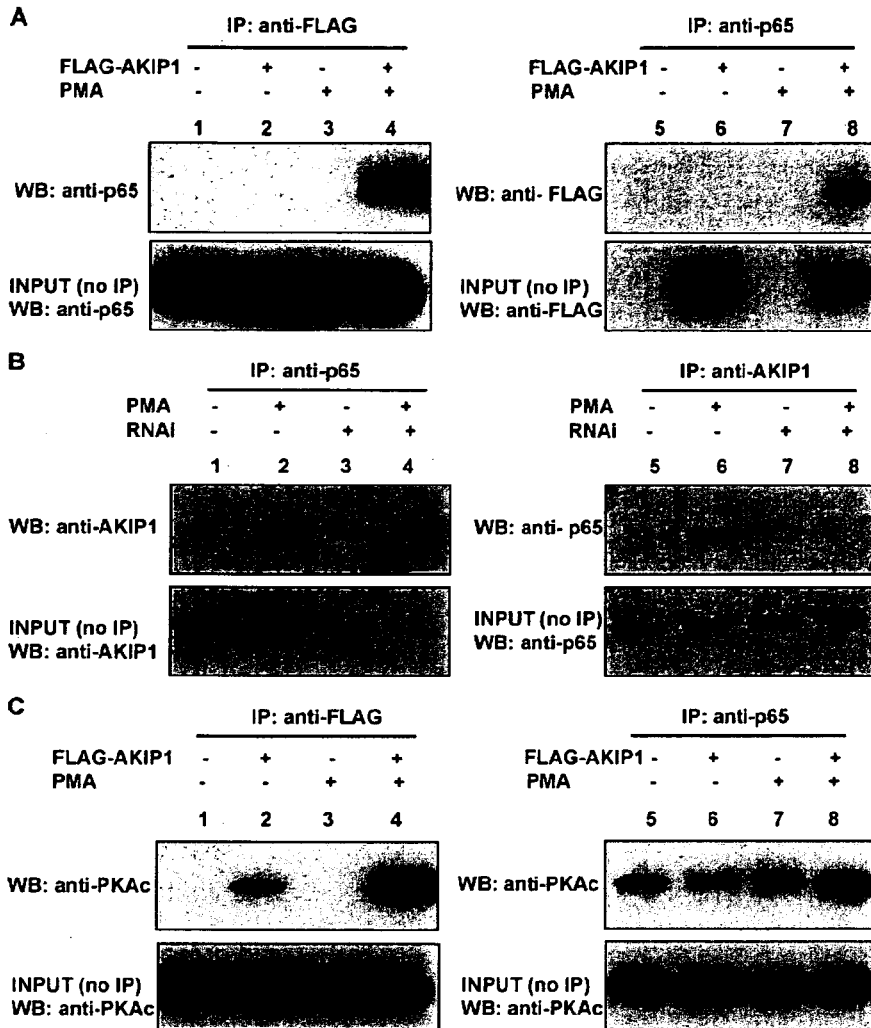 A
IP: anti-FLAG
FLAG-AKIP1 - + - +
PMA - - + +
1 2 3 4
WB: anti-p65
INPUT (no IP)
WB: anti-p65
IP: anti-p65
FLAG-AKIP1 - + - +
PMA - - + +
5 6 7 8
WB: anti- FLAG
INPUT (no IP)
WB: anti-FLAG
B
IP: anti-p65
PMA - + - +
RNAi - - + +
1 2 3 4
WB: anti-AKIP1
INPUT (no IP)
WB: anti-AKIP1
IP: anti-AKIP1
PMA - + - +
RNAi - - + +
5 6 7 8
WB: anti- p65
INPUT (no IP)
WB: anti-p65
C
IP: anti-FLAG
FLAG-AKIP1 - + - +
PMA - - + +
1 2 3 4
WB: anti-PKAc
INPUT (no IP)
WB: anti-PKAc
IP: anti-p65
FLAG-AKIP1 - + - +
PMA - - + +
5 6 7 8
WB: anti-PKAc
INPUT (no IP)
WB: anti-PKAc